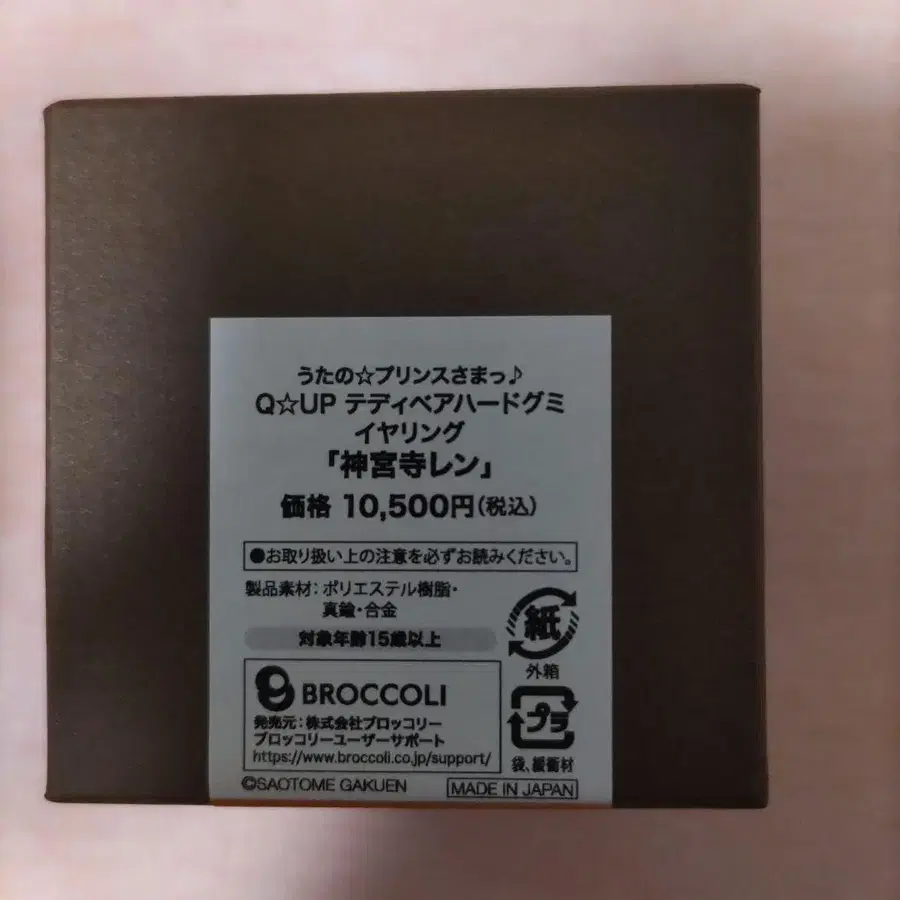 うたの☆プリンスさまっ♪
Q☆UP テディベアハードグミ
イヤリング
「神宮寺レン」
価格 10,500円(税込)
●お取り扱い上の注意を必ずお読みください。
製品素材：ポリエステル樹脂・
真鍮・合金
対象年齢15歳以上
紙
外箱
BROCCOLI
発売元：株式会社ブロッコリー
ブロッコリーユーザーサポート
https://www.broccoli.co.jp/support/
プラ
袋、緩衝材
©SAOTOME GAKUEN
MADE IN JAPAN